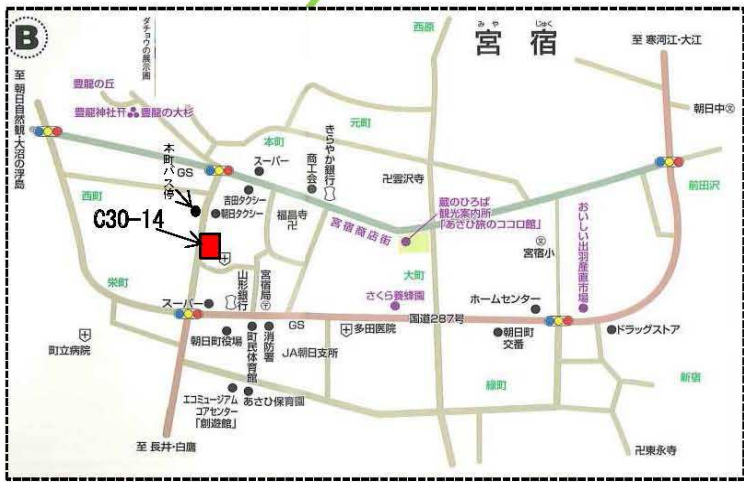 B
みや じゅく
宮 宿
西原
至 寒河江・大江
ダチョウの展示圃
至 朝日自然観・大沼の浮島
豊龍の丘
豊龍神社
豊龍の大杉
朝日中
文
本町
元町
きらやか銀行
商工会
スーパー
GS
本町バス停
西町
吉田タクシー
朝日タクシー
福昌寺
卍
卍雲沢寺
前田沢
蔵のひろば
観光案内所
「あさひ旅のココロ館」
宮宿商店街
C30-14
文
宮宿小
おいしい出羽産直市場
大町
栄町
山形銀行
宮宿局
〒
さくら養蜂園
ホームセンター
スーパー
国道287号
GS
町立病院
朝日町役場
町民体育館
消防署
多田医院
JA朝日支所
朝日町
交番
ドラッグストア
緑町
新宿
エコミュージアム
コアセンター
「創遊館」
あさひ保育園
至 長井・白鷹
卍東永寺